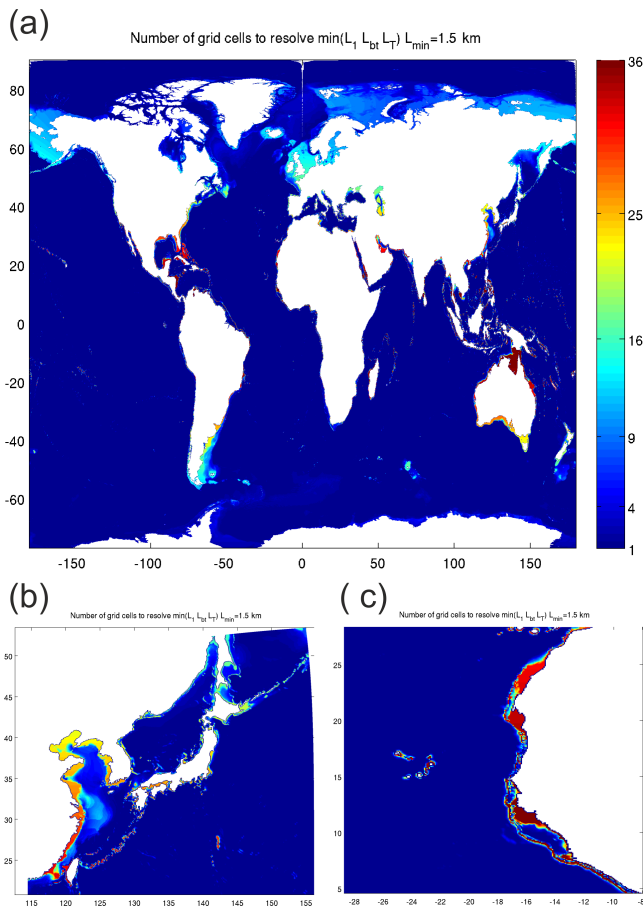 (a)
Number of grid cells to resolve min(L1 Lbt LT) Lmin=1.5 km
80
60
40
20
0
-20
-40
-60
-150 -100 -50 0 50 100 150
36
25
16
9
4
1
(b)
Number of grid cells to resolve min(L1 Lbt LT) Lmin=1.5 km
50
45
40
35
30
25
115 120 125 130 135 140 145 150 155
(c)
Number of grid cells to resolve min(L1 Lbt LT) Lmin=1.5 km
25
20
15
10
5
-28 -26 -24 -22 -20 -18 -16 -14 -12 -10 -8